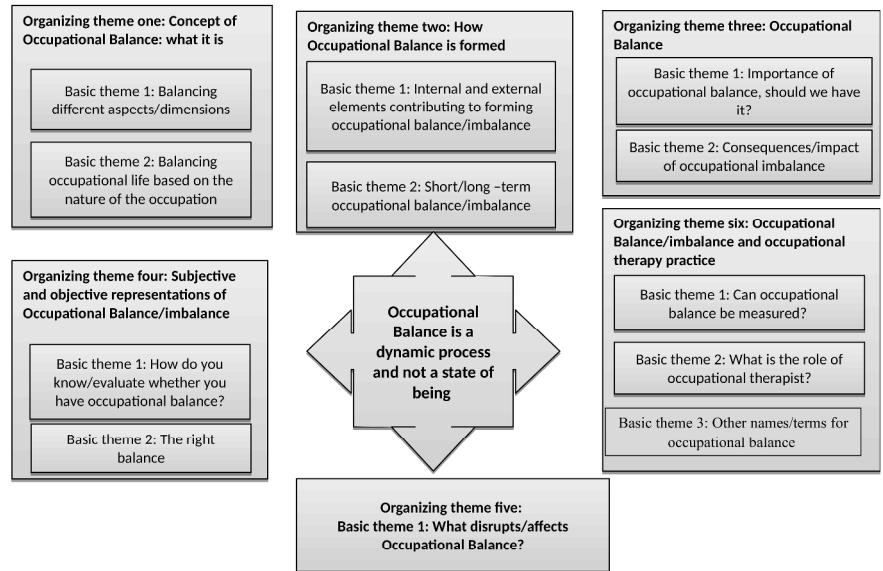 Organizing theme one: Concept of
Occupational Balance: what it is
Basic theme 1: Balancing
different aspects/dimensions
Basic theme 2: Balancing
occupational life based on the
nature of the occupation
Organizing theme two: How
Occupational Balance is formed
Basic theme 1: Internal and external
elements contributing to forming
occupational balance/imbalance
Basic theme 2: Short/long –term
occupational balance/imbalance
Organizing theme three: Occupational
Balance
Basic theme 1: Importance of
occupational balance, should we have
it?
Basic theme 2: Consequences/impact
of occupational imbalance
Organizing theme four: Subjective
and objective representations of
Occupational Balance/imbalance
Basic theme 1: How do you
know/evaluate whether you
have occupational balance?
Basic theme 2: The right
balance
Occupational
Balance is a
dynamic process
and not a state of
being
Organizing theme six: Occupational
Balance/imbalance and occupational
therapy practice
Basic theme 1: Can occupational
balance be measured?
Basic theme 2: What is the role of
occupational therapist?
Basic theme 3: Other names/terms for
occupational balance
Organizing theme five:
Basic theme 1: What disrupts/affects
Occupational Balance?